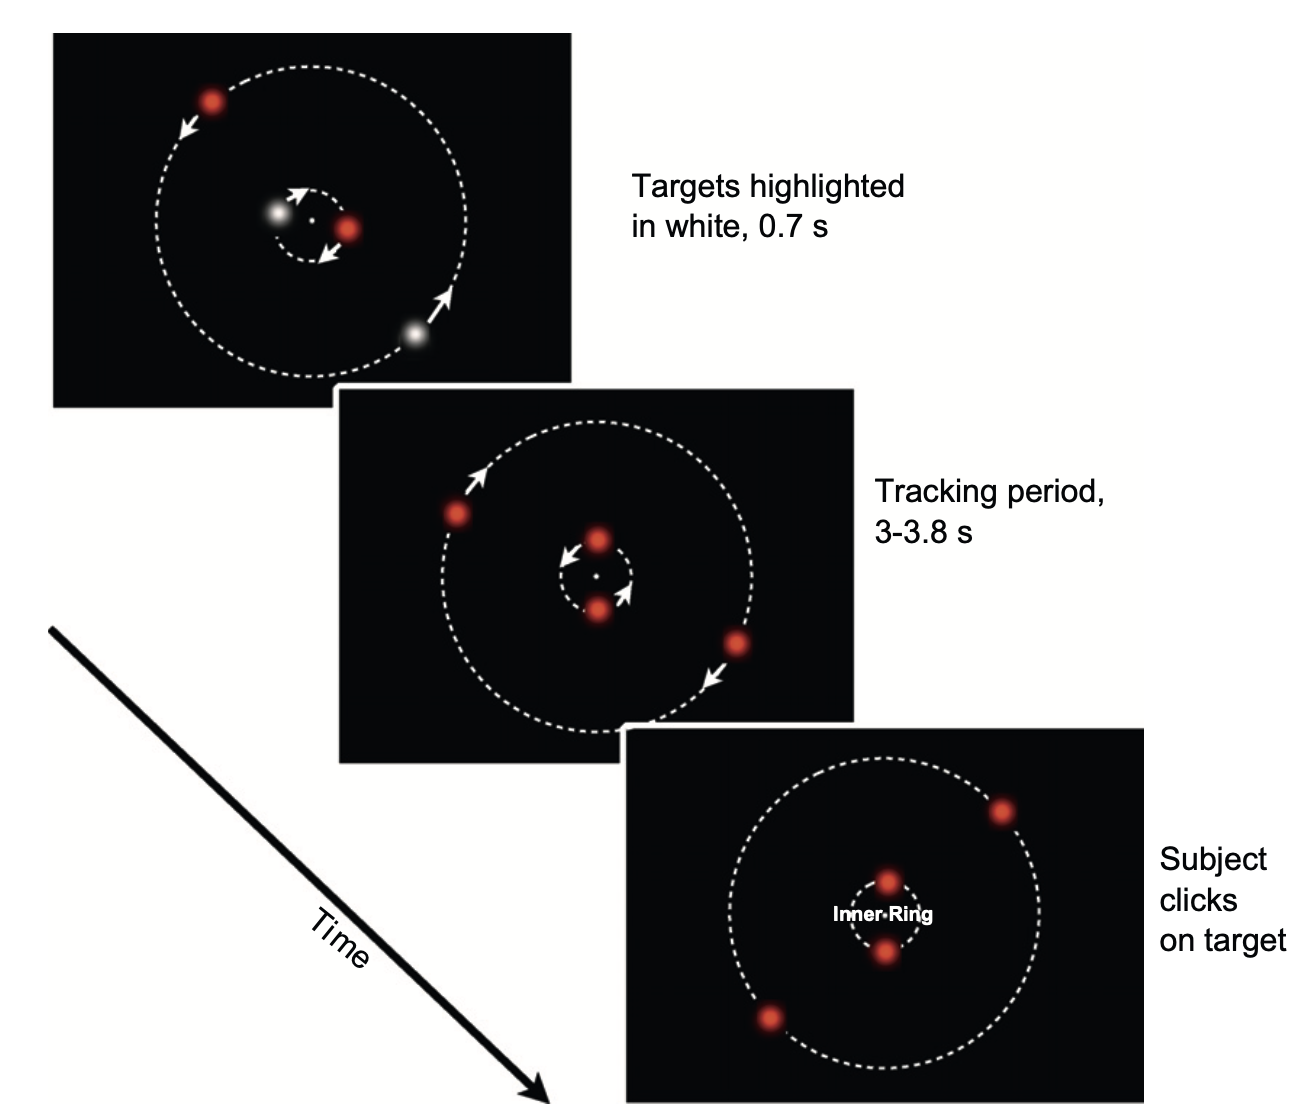 Targets highlighted
in white, 0.7 s
Tracking period,
3-3.8 s
Time
Inner Ring
Subject
clicks
on target